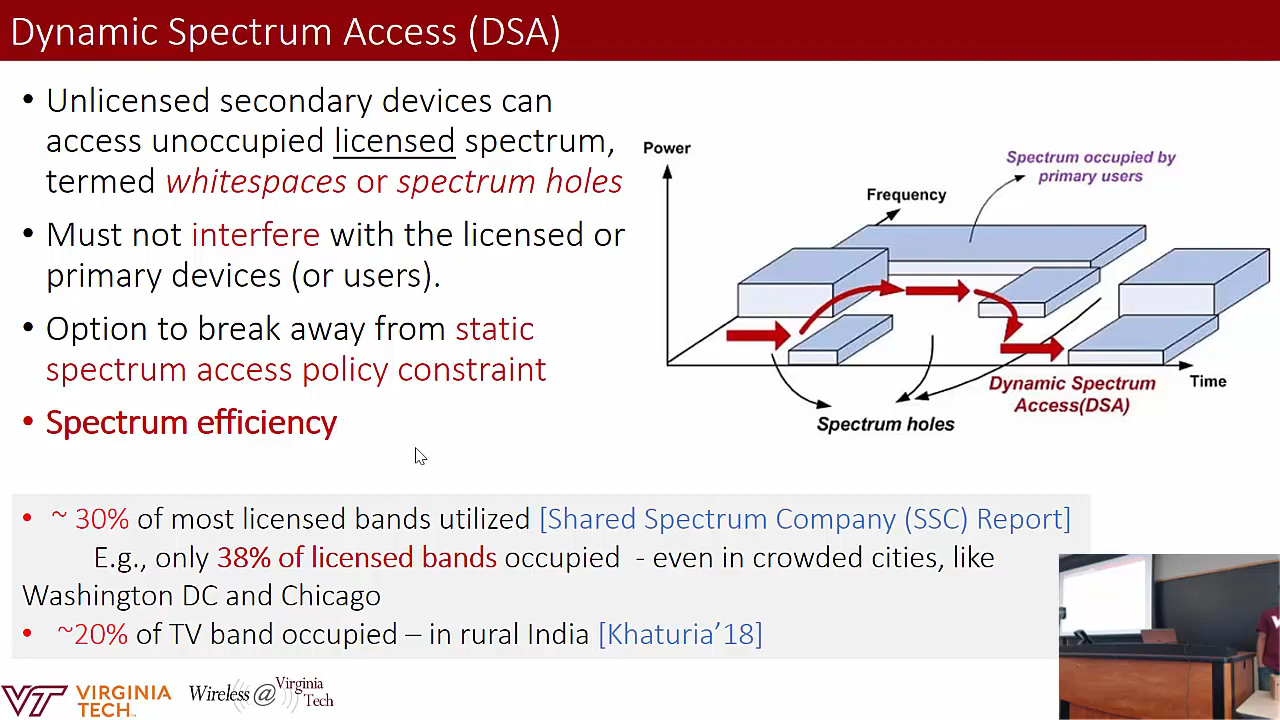 Dynamic Spectrum Access (DSA)
• Unlicensed secondary devices can
access unoccupied licensed spectrum,
termed whitespaces or spectrum holes
• Must not interfere with the licensed or
primary devices (or users).
• Option to break away from static
spectrum access policy constraint
• Spectrum efficiency
Power
Frequency
Spectrum occupied by
primary users
Time
Dynamic Spectrum
Access(DSA)
Spectrum holes
• ~ 30% of most licensed bands utilized [Shared Spectrum Company (SSC) Report]
E.g., only 38% of licensed bands occupied - even in crowded cities, like
Washington DC and Chicago
• ~20% of TV band occupied – in rural India [Khaturia’18]
VT VIRGINIA
TECH
Wireless @ Virginia
Tech